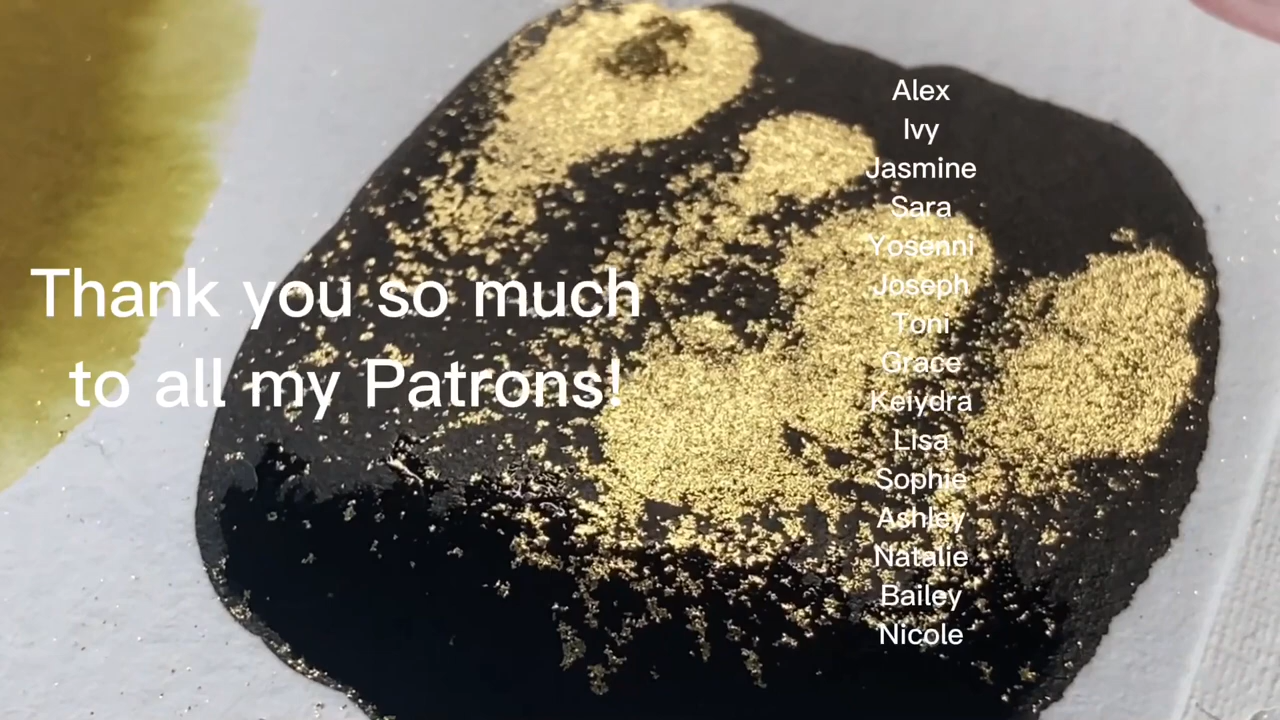 Thank you so much
to all my Patrons!
Alex
Ivy
Jasmine
Sara
Yosenni
Joseph
Toni
Grace
Keiydra
Lisa
Sophie
Ashley
Natalie
Bailey
Nicole